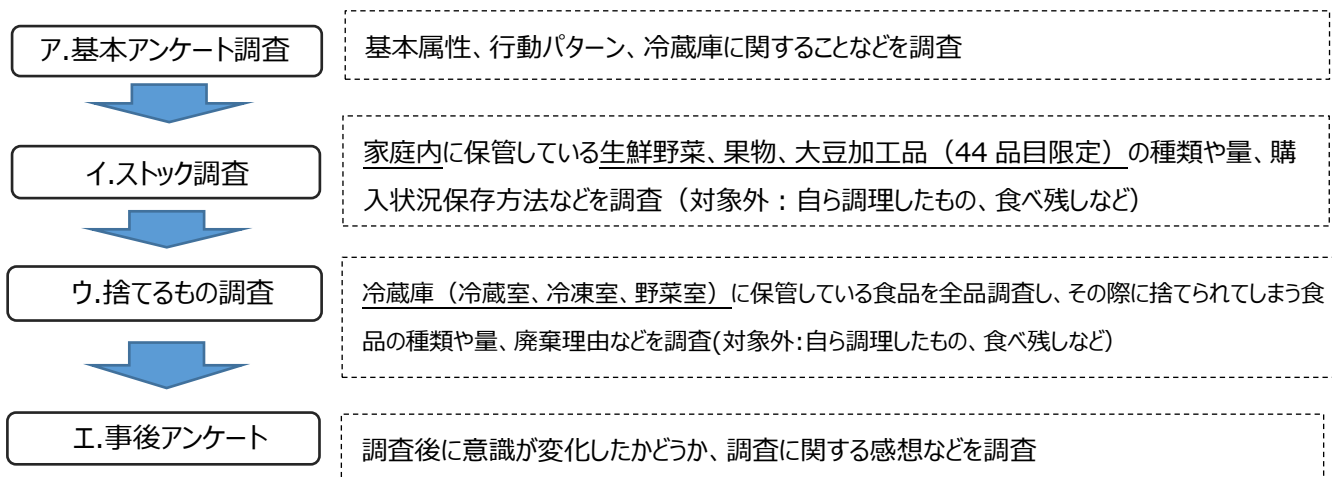 ア.基本アンケート調査
基本属性、行動パターン、冷蔵庫に関することなどを調査
イ.ストック調査
家庭内に保管している生鮮野菜、果物、大豆加工品（44 品目限定）の種類や量、購
入状況保存方法などを調査（対象外：自ら調理したもの、食べ残しなど）
ウ.捨てるもの調査
冷蔵庫（冷蔵室、冷凍室、野菜室）に保管している食品を全品調査し、その際に捨てられてしまう食
品の種類や量、廃棄理由などを調査(対象外:自ら調理したもの、食べ残しなど）
エ.事後アンケート
調査後に意識が変化したかどうか、調査に関する感想などを調査